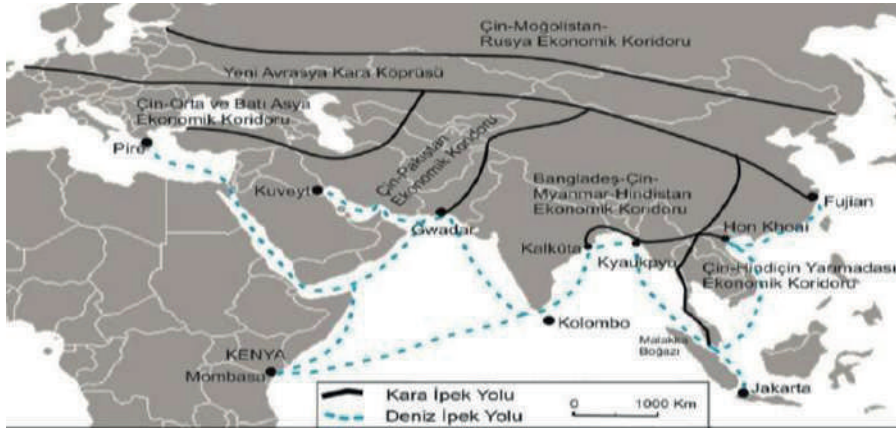 Çin-Moğolistan-
Rusya Ekonomik Koridoru
Yeni Avrasya Kara Köprüsü
Çin-Orta ve Batı Asya
Ekonomik Koridoru
Pire
Kuveyt
Çin-Pakistan
Ekonomik Koridoru
Gwadar
Bangladeş-Çin-
Myanmar-Hindistan
Ekonomik Koridoru
Fujian
Hon Khoai
Kalküta
Kyaukpyu
Çin-Hindiçin Yarımadası
Ekonomik Koridoru
Kolombo
Malakka
Boğazı
KENYA
Mombasa
Jakarta
Kara İpek Yolu
Deniz İpek Yolu
0 1000 Km